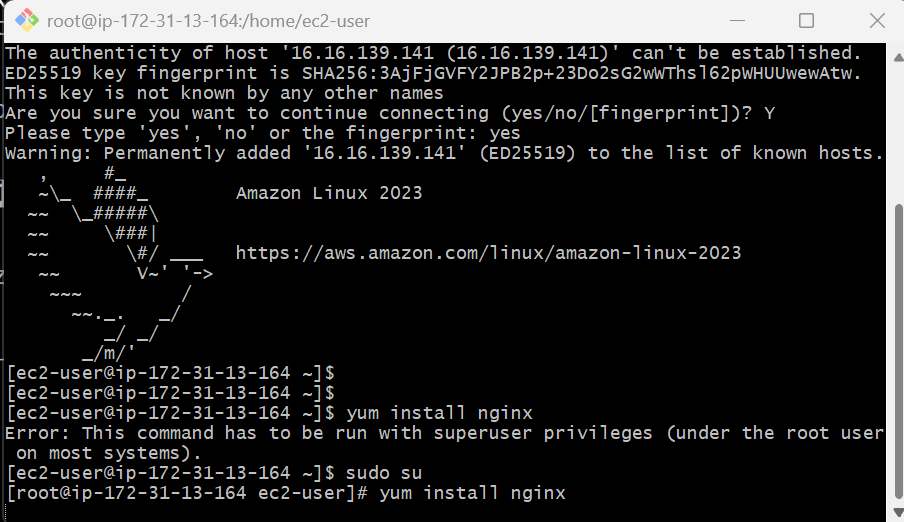 root@ip-172-31-13-164:/home/ec2-user
The authenticity of host '16.16.139.141 (16.16.139.141)' can't be established.
ED25519 key fingerprint is SHA256:3AjFjGVFY2JPB2p+23Do2sG2wWThsl62pWHUUwewAtw.
This key is not known by any other names
Are you sure you want to continue connecting (yes/no/[fingerprint])? Y
Please type 'yes', 'no' or the fingerprint: yes
Warning: Permanently added '16.16.139.141' (ED25519) to the list of known hosts.
   ,     #_
   ~\_  ####_        Amazon Linux 2023
  ~~  \_#####\
  ~~     \###|
  ~~       \#/ ___   https://aws.amazon.com/linux/amazon-linux-2023
   ~~       V~' '->
    ~~~         /
      ~~._.   _/
         _/ _/
       _/m/'
[ec2-user@ip-172-31-13-164 ~]$
[ec2-user@ip-172-31-13-164 ~]$
[ec2-user@ip-172-31-13-164 ~]$ yum install nginx
Error: This command has to be run with superuser privileges (under the root user
 on most systems).
[ec2-user@ip-172-31-13-164 ~]$ sudo su
[root@ip-172-31-13-164 ec2-user]# yum install nginx